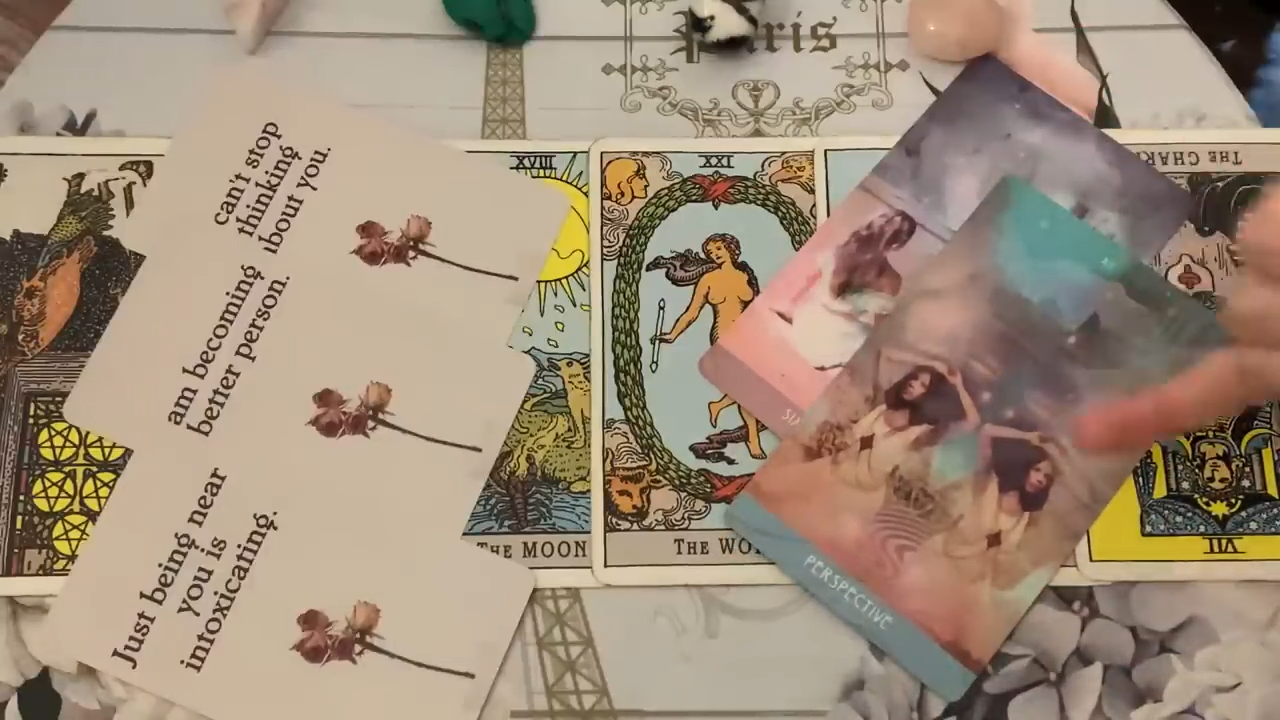 Paris
can't stop
thinking
about you.
am becoming
better person.
Just being near
you is
intoxicating.
XVIII
THE MOON
XXI
THE WO
PERSPECTIVE
THE CHARI
VII